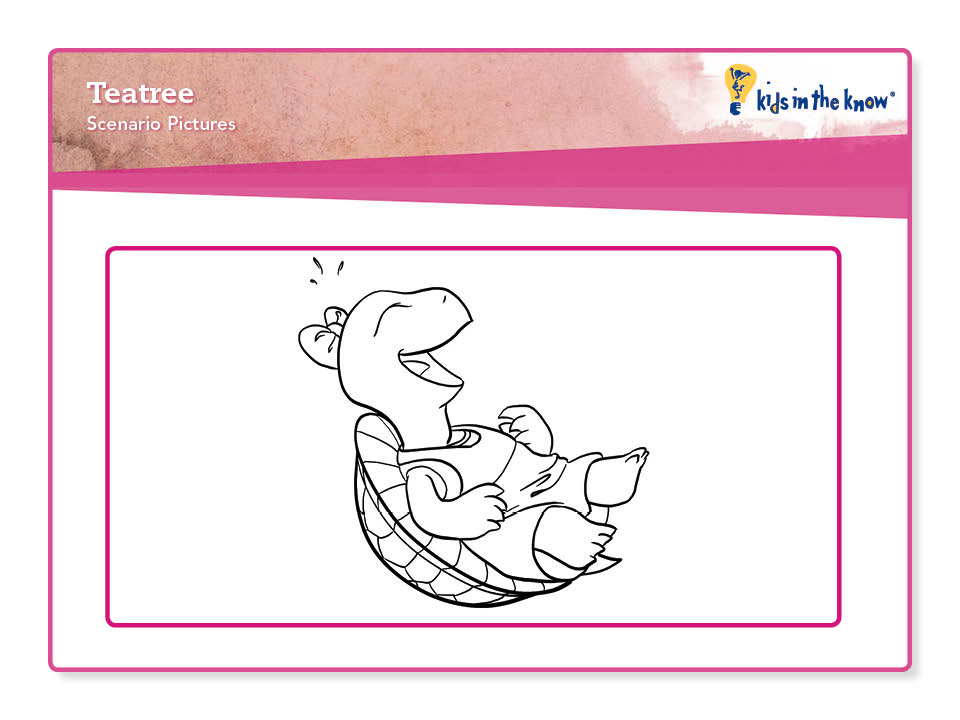 Teatree
Scenario Pictures
kids in the know®